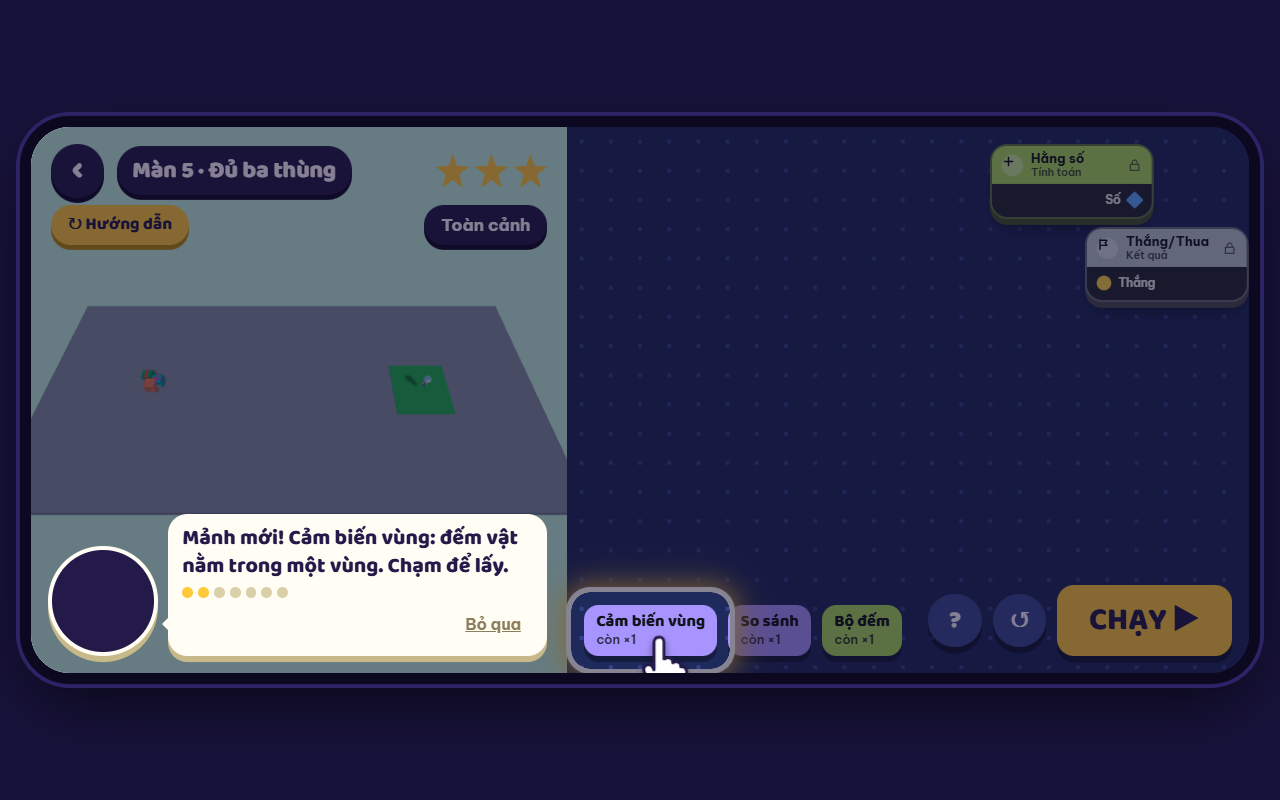 Màn 5 · Đủ ba thùng
↻ Hướng dẫn
Toàn cảnh
Hằng số
Tính toán
Số
Thắng/Thua
Kết quả
Thắng
Mảnh mới! Cảm biến vùng: đếm vật
nằm trong một vùng. Chạm để lấy.
Bỏ qua
Cảm biến vùng
còn ×1
So sánh
còn ×1
Bộ đếm
còn ×1
?
↺
CHẠY ▶